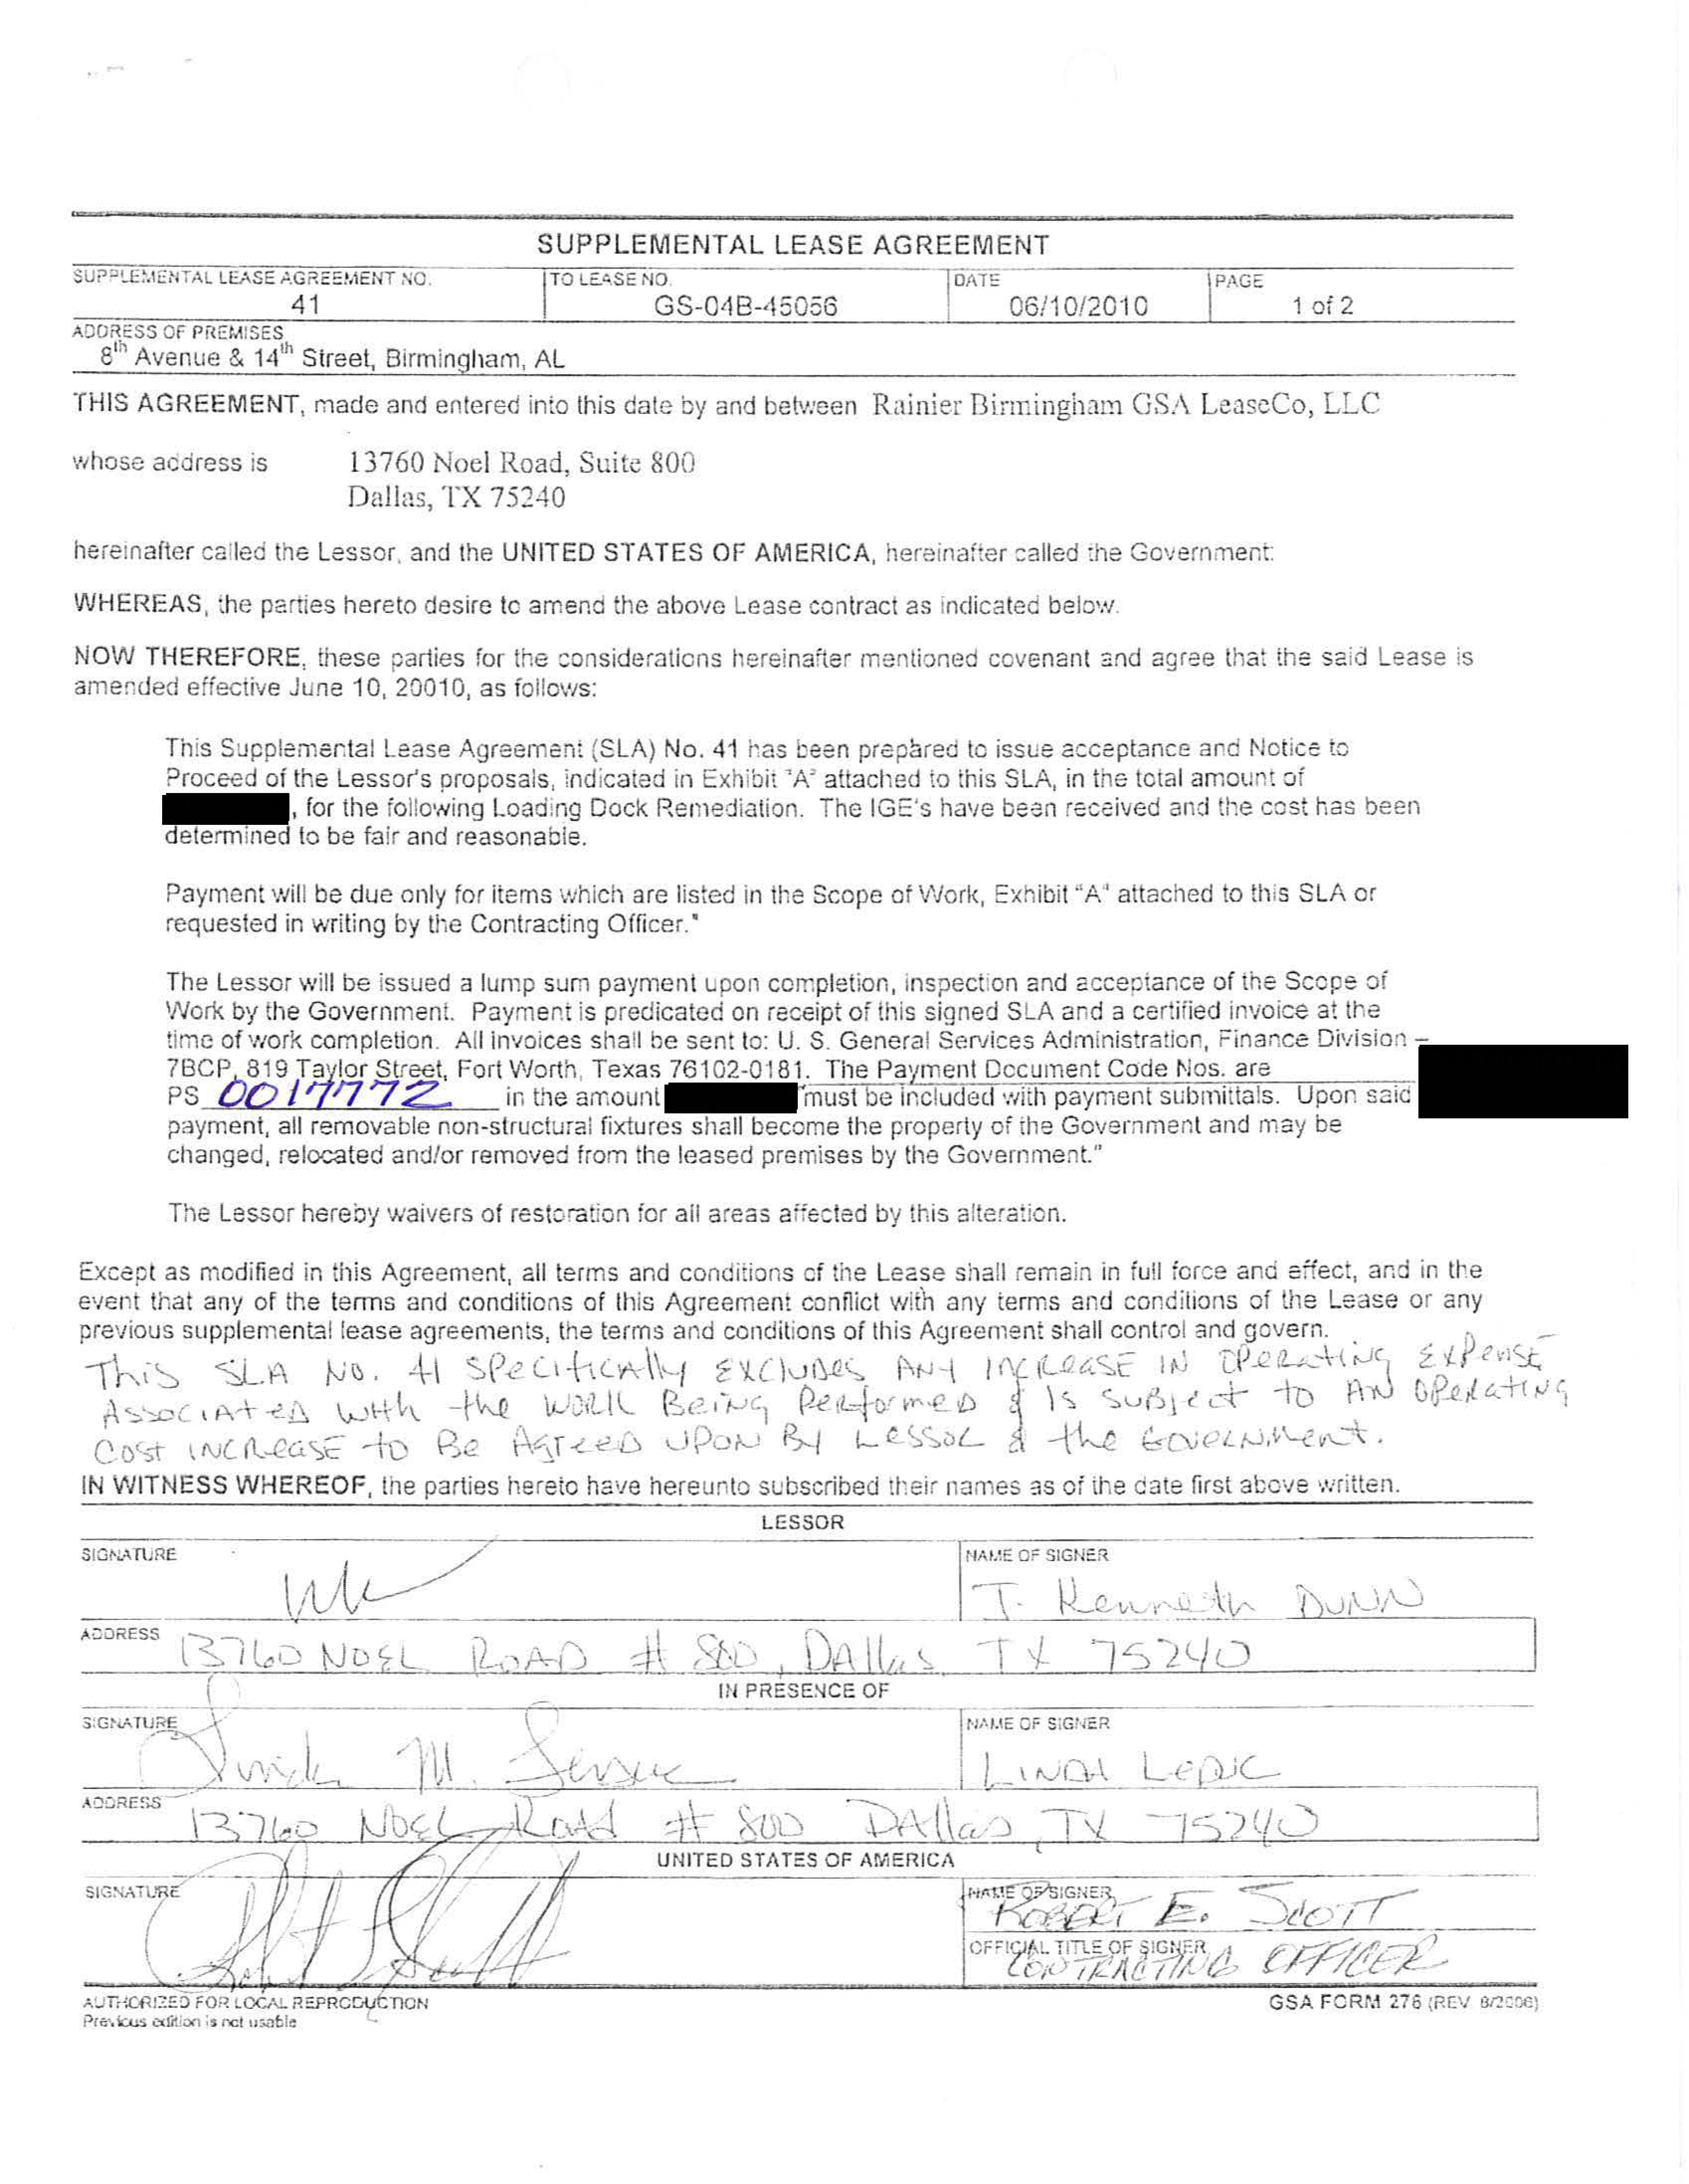 SUPPLEMENTAL LEASE AGREEMENT
SUPPLEMENTAL LEASE AGREEMENT NO. TO LEASE NO. DATE PAGE
41 GS-04B-45056 06/10/2010 1 of 2
ADDRESS OF PREMISES
8th Avenue & 14th Street, Birmingham, AL
THIS AGREEMENT, made and entered into this date by and between Rainier Birmingham GSA LeaseCo, LLC
whose address is 13760 Noel Road, Suite 800
Dallas, TX 75240
hereinafter called the Lessor, and the UNITED STATES OF AMERICA, hereinafter called the Government:
WHEREAS, the parties hereto desire to amend the above Lease contract as indicated below.
NOW THEREFORE, these parties for the considerations hereinafter mentioned covenant and agree that the said Lease is
amended effective June 10, 20010, as follows:
This Supplemental Lease Agreement (SLA) No. 41 has been prepared to issue acceptance and Notice to
Proceed of the Lessor's proposals, indicated in Exhibit "A" attached to this SLA, in the total amount of
, for the following Loading Dock Remediation. The IGE's have been received and the cost has been
determined to be fair and reasonable.
Payment will be due only for items which are listed in the Scope of Work, Exhibit "A" attached to this SLA or
requested in writing by the Contracting Officer."
The Lessor will be issued a lump sum payment upon completion, inspection and acceptance of the Scope of
Work by the Government. Payment is predicated on receipt of this signed SLA and a certified invoice at the
time of work completion. All invoices shall be sent to: U. S. General Services Administration, Finance Division –
7BCP, 819 Taylor Street, Fort Worth, Texas 76102-0181. The Payment Document Code Nos. are
PS 0017772 in the amount must be included with payment submittals. Upon said
payment, all removable non-structural fixtures shall become the property of the Government and may be
changed, relocated and/or removed from the leased premises by the Government."
The Lessor hereby waivers of restoration for all areas affected by this alteration.
Except as modified in this Agreement, all terms and conditions of the Lease shall remain in full force and effect, and in the
event that any of the terms and conditions of this Agreement conflict with any terms and conditions of the Lease or any
previous supplemental lease agreements, the terms and conditions of this Agreement shall control and govern.
This SLA No. 41 SPECIFICALLY EXCLUDES ANY INCREASE IN OPERATING EXPENSE
ASSOCIATED WITH the WORK BEING PERFORMED & IS SUBJECT TO AN OPERATING
COST INCREASE to Be AGREED UPON BY LESSOR & the GOVERNMENT.
IN WITNESS WHEREOF, the parties hereto have hereunto subscribed their names as of the date first above written.
LESSOR
SIGNATURE NAME OF SIGNER
J. Kenneth DUNN
ADDRESS 13760 NOEL ROAD # 800, DAllas TX 75240
IN PRESENCE OF
SIGNATURE NAME OF SIGNER
Linda M. LINDA
ADDRESS 13760 NOEL Road # 800 DAllas, TX 75240
UNITED STATES OF AMERICA
SIGNATURE NAME OF SIGNER
ROBERT E. SCOTT
OFFICIAL TITLE OF SIGNER
CONTRACTING OFFICER
AUTHORIZED FOR LOCAL REPRODUCTION
Previous edition is not usable
GSA FORM 276 (REV 8/2006)